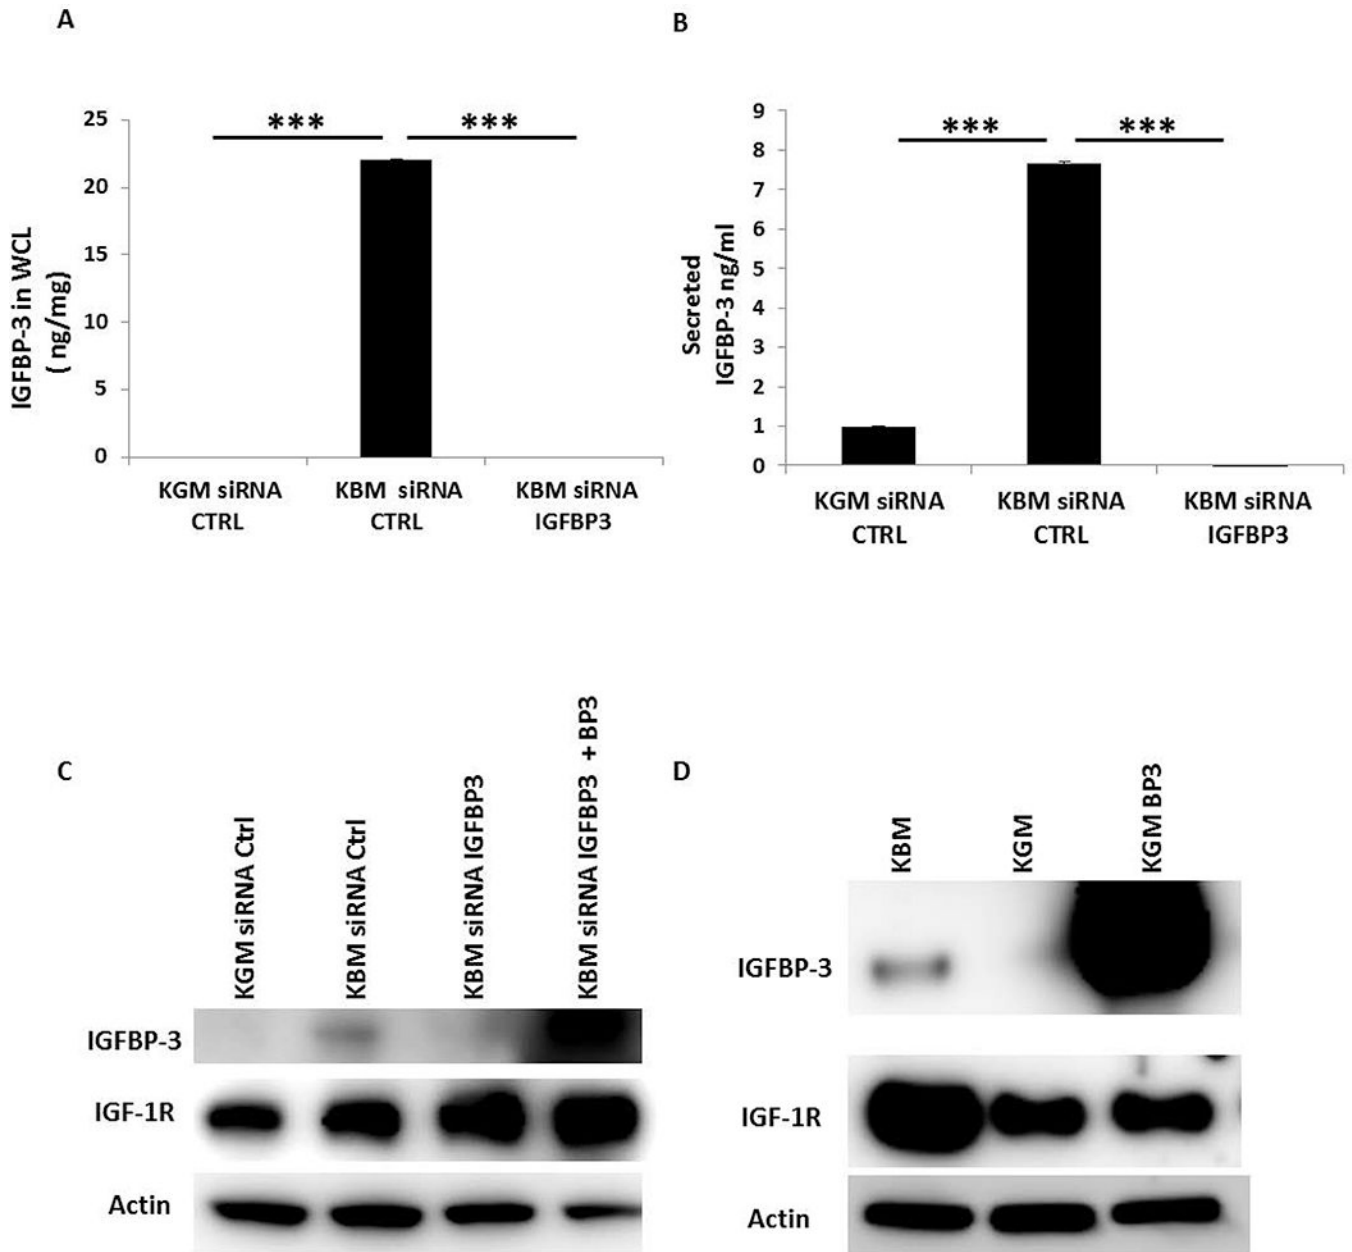 A
25
20
15
10
5
0
IGFBP-3 in WCL
( ng/mg)
***
***
KGM siRNA
CTRL
KBM siRNA
CTRL
KBM siRNA
IGFBP3
B
9
8
7
6
5
4
3
2
1
0
Secreted
IGFBP-3 ng/ml
***
***
KGM siRNA
CTRL
KBM siRNA
CTRL
KBM siRNA
IGFBP3
C
KGM siRNA Ctrl
KBM siRNA Ctrl
KBM siRNA IGFBP3
KBM siRNA IGFBP3 + BP3
IGFBP-3
IGF-1R
Actin
D
KBM
KGM
KGM BP3
IGFBP-3
IGF-1R
Actin